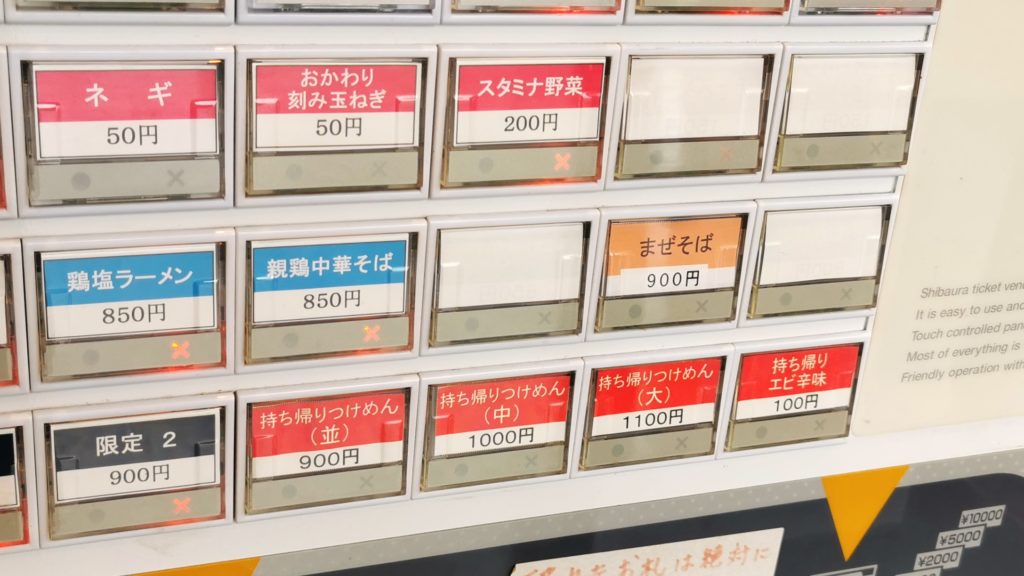 ネギ
50円
おかわり
刻み玉ねぎ
50円
スタミナ野菜
200円
鶏塩ラーメン
850円
親鶏中華そば
850円
まぜそば
900円
限定 2
900円
持ち帰りつけめん
(並)
900円
持ち帰りつけめん
(中)
1000円
持ち帰りつけめん
(大)
1100円
持ち帰り
エビ辛味
100円
Shibaura ticket ven
It is easy to use and
Touch controlled pan
Most of everything is
Friendly operation with
¥10000
¥5000
¥2000
お札は絶対に